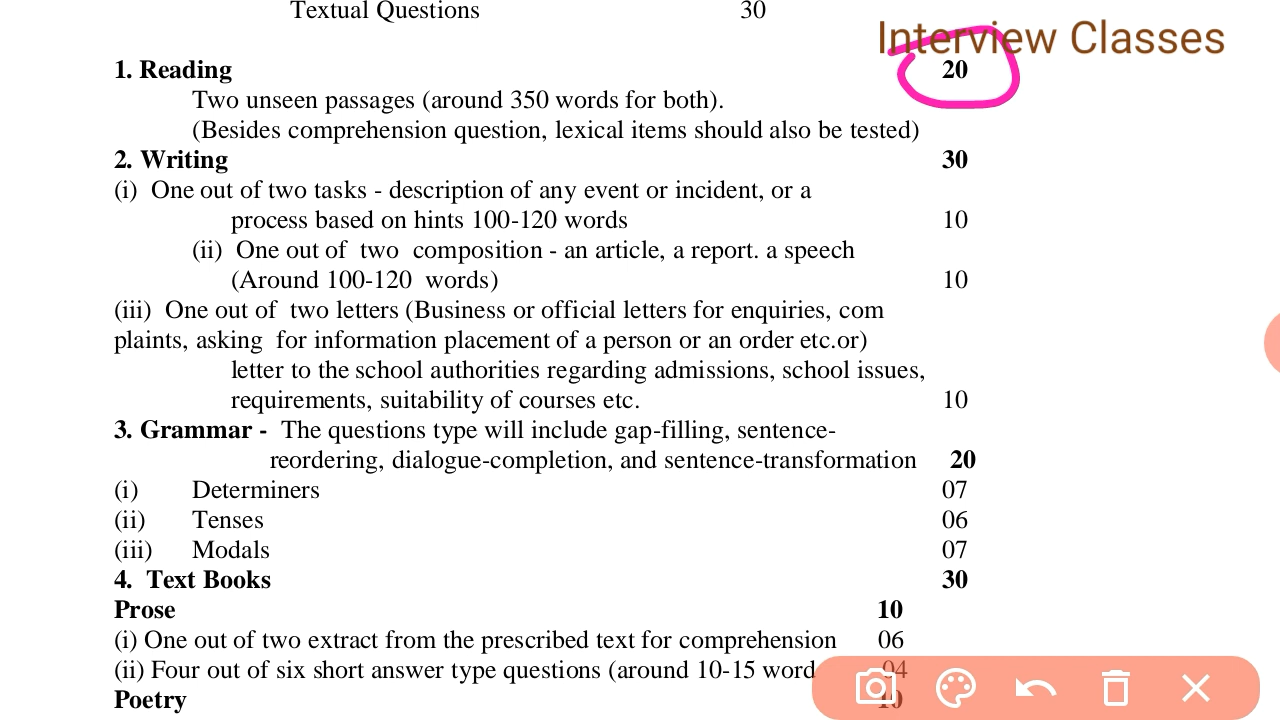 Textual Questions 30
Interview Classes
1. Reading 20
Two unseen passages (around 350 words for both).
(Besides comprehension question, lexical items should also be tested)
2. Writing 30
(i) One out of two tasks - description of any event or incident, or a
process based on hints 100-120 words 10
(ii) One out of two composition - an article, a report. a speech
(Around 100-120 words) 10
(iii) One out of two letters (Business or official letters for enquiries, com
plaints, asking for information placement of a person or an order etc.or)
letter to the school authorities regarding admissions, school issues,
requirements, suitability of courses etc. 10
3. Grammar - The questions type will include gap-filling, sentence-
reordering, dialogue-completion, and sentence-transformation 20
(i) Determiners 07
(ii) Tenses 06
(iii) Modals 07
4. Text Books 30
Prose 10
(i) One out of two extract from the prescribed text for comprehension 06
(ii) Four out of six short answer type questions (around 10-15 word 04
Poetry 10